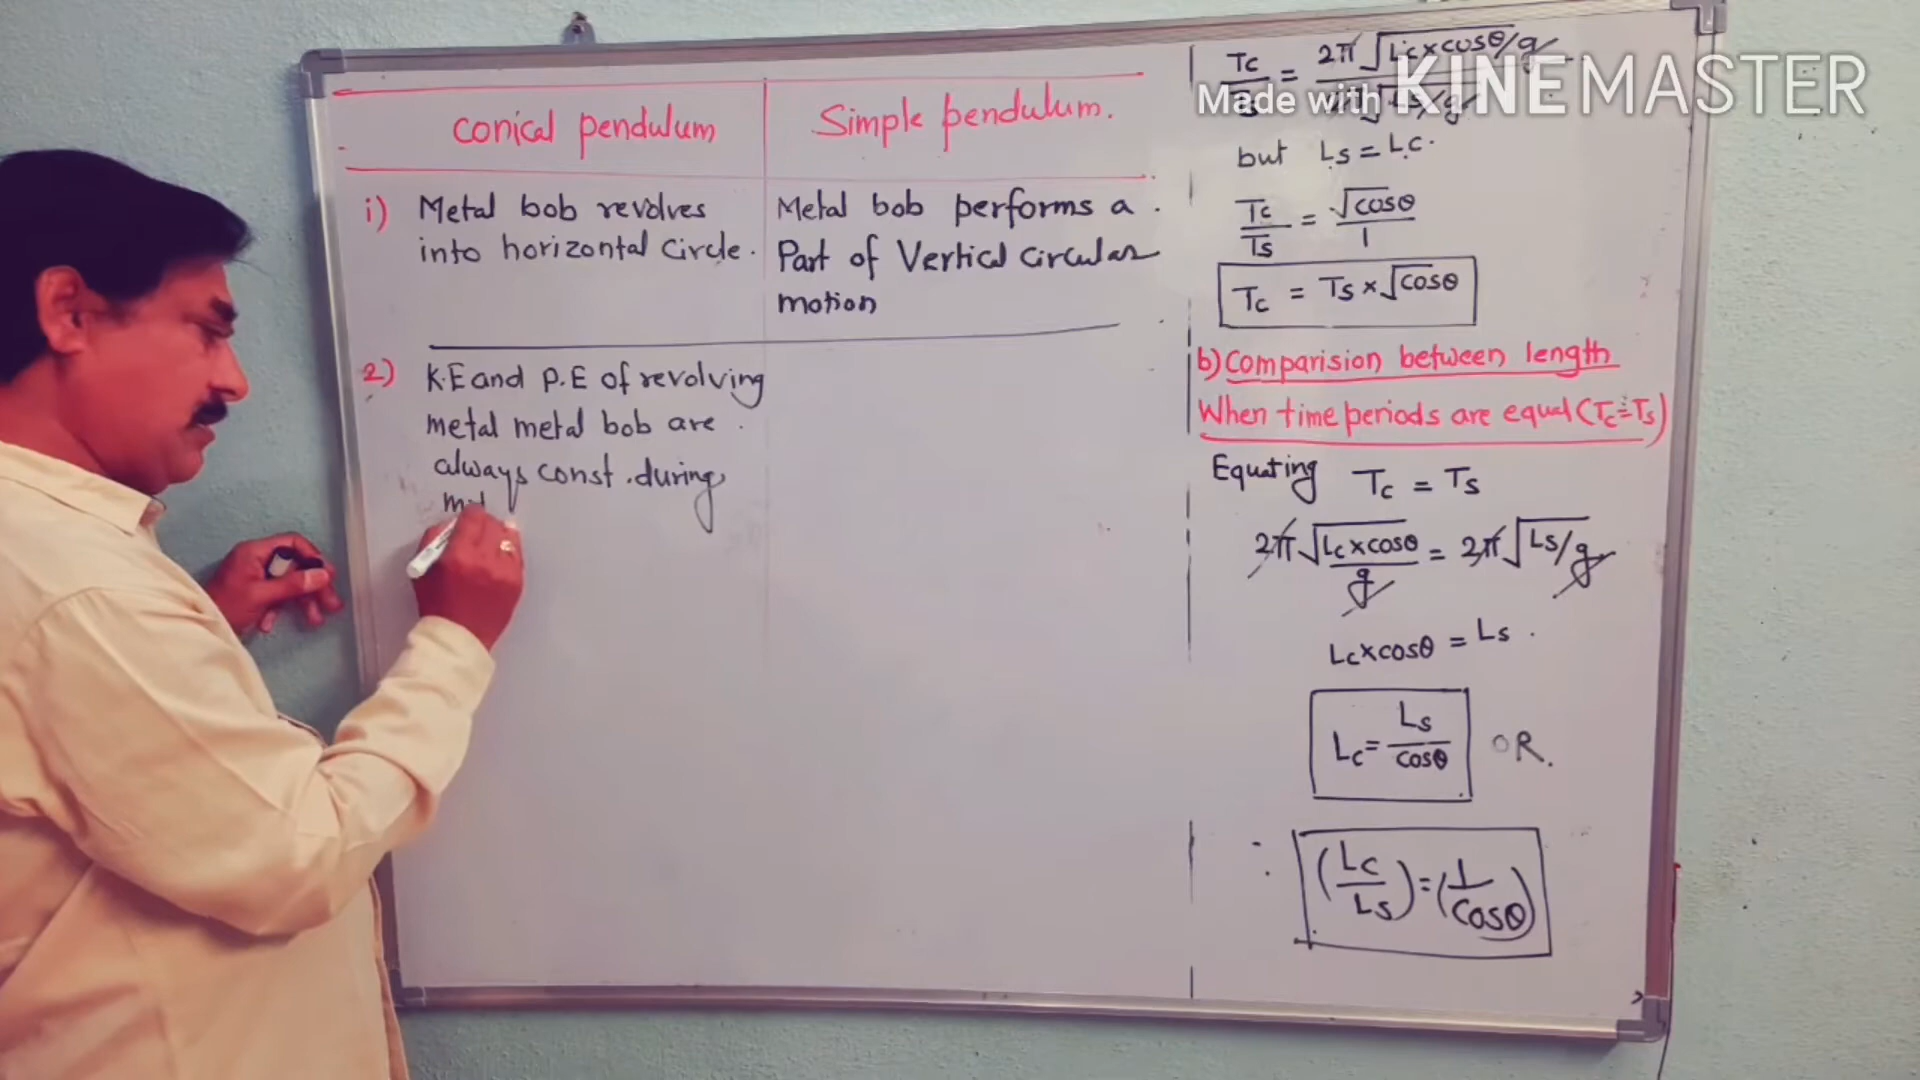 Conical pendulum
Simple pendulum.
i) Metal bob revolves
into horizontal circle.
Metal bob performs a
Part of Vertical circular
motion
2) K.E and P.E of revolving
metal metal bob are
always const. during
Tc/Ts = 2π√Lc×cosθ/g
Made with KINEMASTER
but Ls = Lc.
Tc/Ts = √cosθ/1
Tc = Ts × √cosθ
b) Comparision between length
When time periods are equal (Tc = Ts)
Equating Tc = Ts
2π√Lc×cosθ/g = 2π√Ls/g
Lc×cosθ = Ls.
Lc = Ls/cosθ OR.
∴ (Lc/Ls) = (1/cosθ)